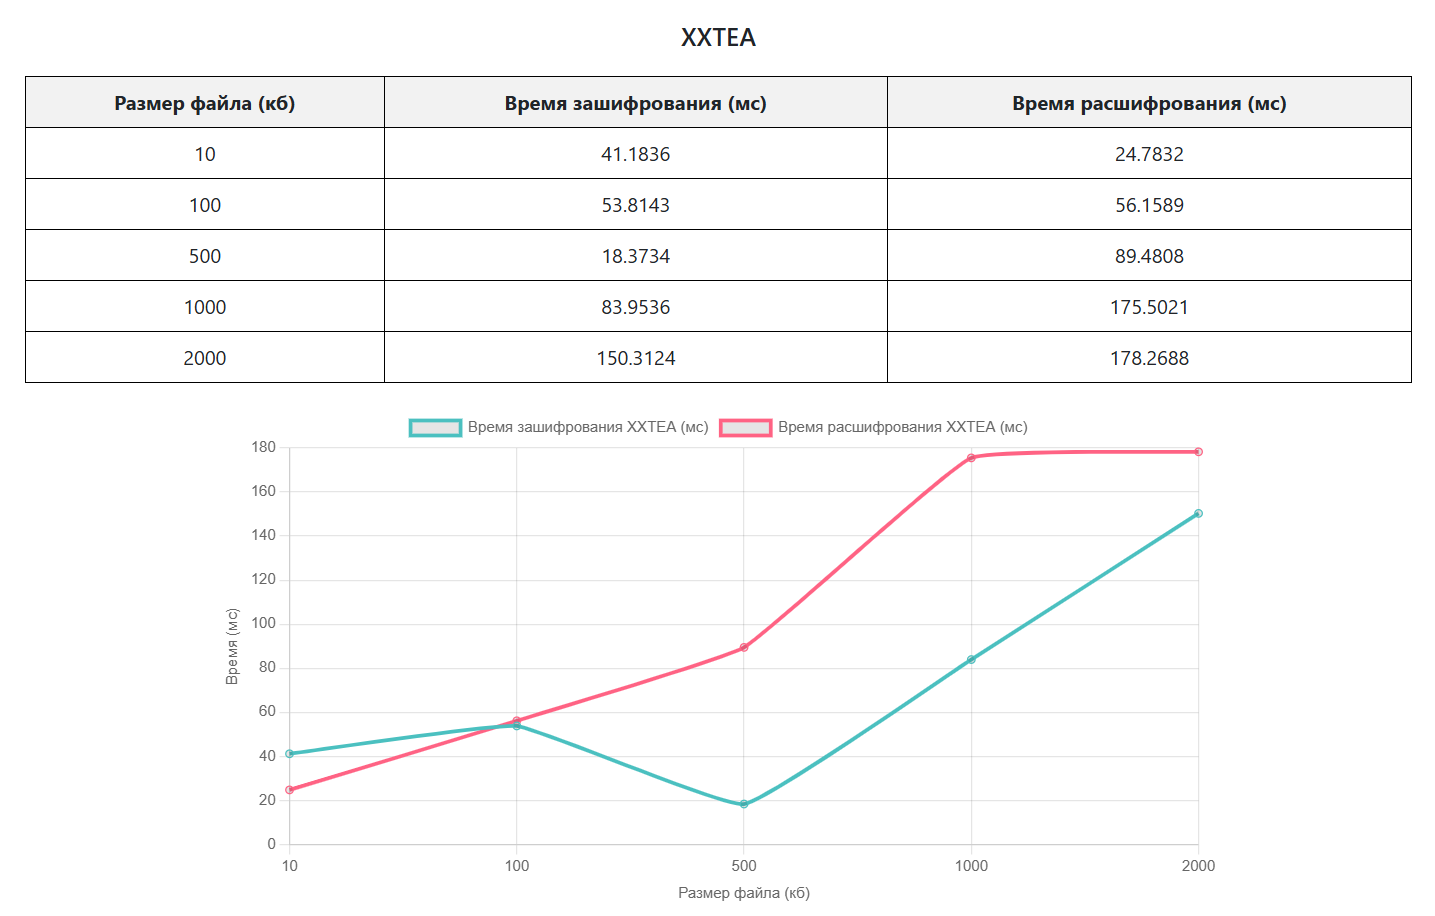 XXTEA
Размер файла (кб) Время зашифрования (мс) Время расшифрования (мс)
10 41.1836 24.7832
100 53.8143 56.1589
500 18.3734 89.4808
1000 83.9536 175.5021
2000 150.3124 178.2688
Время зашифрования XXTEA (мс) Время расшифрования XXTEA (мс)
180
160
140
120
100
80
60
40
20
0
Время (мс)
10 100 500 1000 2000
Размер файла (кб)